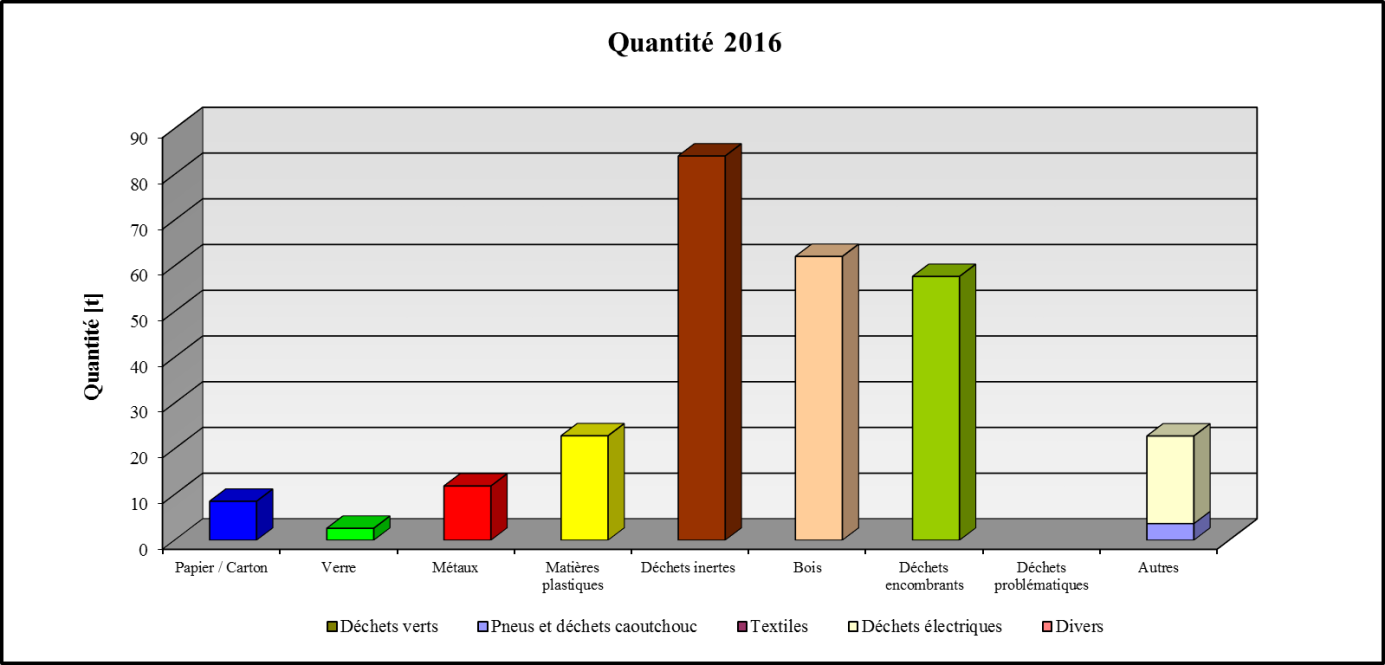 Quantité 2016
Quantité [t]
90
80
70
60
50
40
30
20
10
0
Papier / Carton
Verre
Métaux
Matières
plastiques
Déchets inertes
Bois
Déchets
encombrants
Déchets
problématiques
Autres
Déchets verts
Pneus et déchets caoutchouc
Textiles
Déchets électriques
Divers